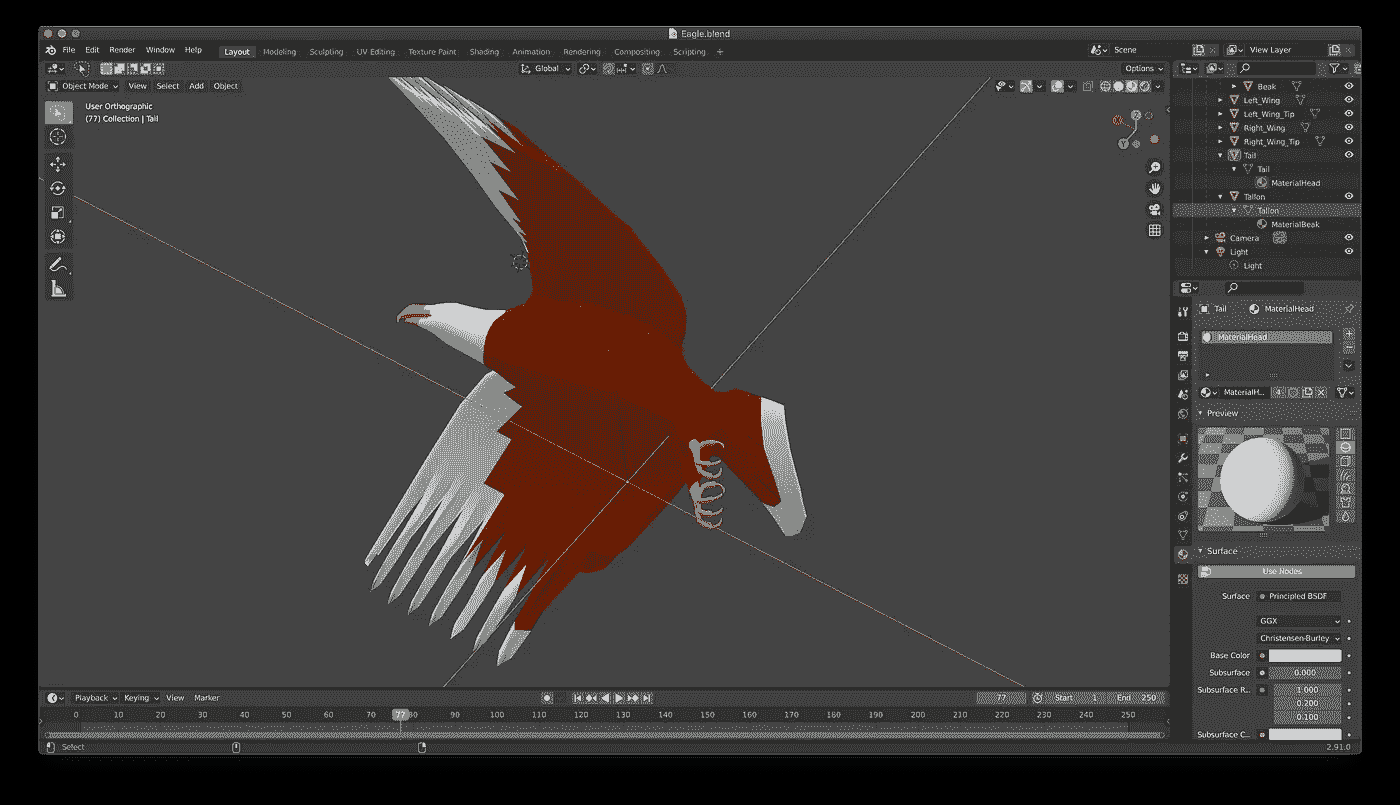 Eagle.blend
File Edit Render Window Help Layout Modeling Sculpting UV Editing Texture Paint Shading Animation Rendering Compositing Scripting + Scene View Layer
Global Options
Object Mode View Select Add Object
User Orthographic
(77) Collection | Tail
Z
Y
Beak
Left_Wing
Left_Wing_Tip
Right_Wing
Right_Wing_Tip
Tail
Tail
MaterialHead
Tallon
Tallon
MaterialBeak
Camera
Light
Light
Tail MaterialHead
MaterialHead
MaterialH...
Preview
Surface
Use Nodes
Surface Principled BSDF
GGX
Christensen-Burley
Base Color
Subsurface 0.000
Subsurface R.. 1.000
0.200
0.100
Subsurface C..
Playback Keying View Marker 77 Start 1 End 250
0 10 20 30 40 50 60 70 77 80 90 100 110 120 130 140 150 160 170 180 190 200 210 220 230 240 250
Select 2.91.0